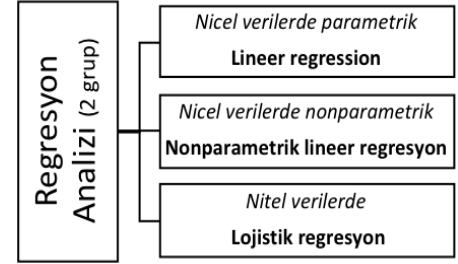 Regresyon
Analizi (2 grup)
Nicel verilerde parametrik
Lineer regression
Nicel verilerde nonparametrik
Nonparametrik lineer regresyon
Nitel verilerde
Lojistik regresyon